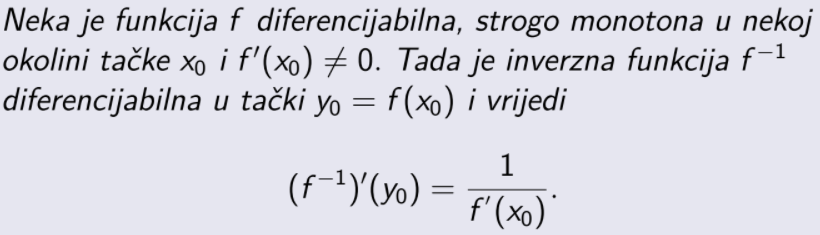 Neka je funkcija f diferencijabilna, strogo monotona u nekoj
okolini tačke x₀ i f′(x₀) ≠ 0. Tada je inverzna funkcija f⁻¹
diferencijabilna u tački y₀ = f(x₀) i vrijedi
(f⁻¹)′(y₀) = 1 / f′(x₀).